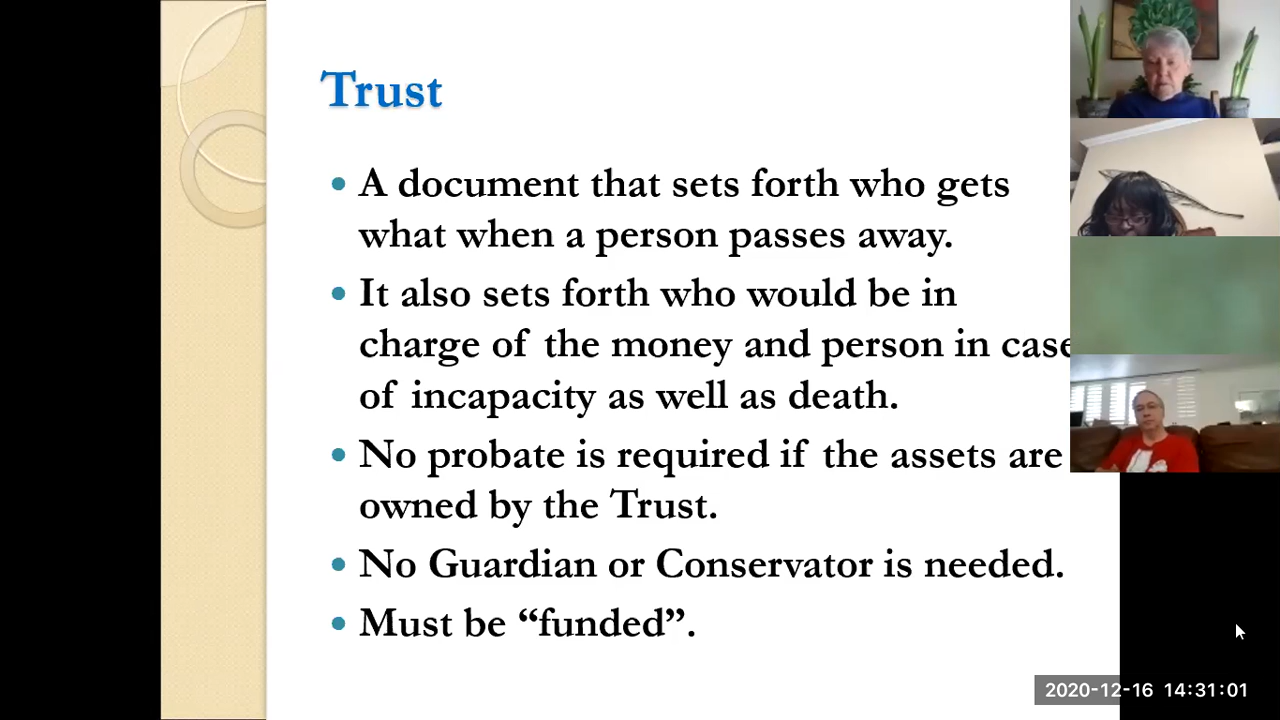 Trust
• A document that sets forth who gets
what when a person passes away.
• It also sets forth who would be in
charge of the money and person in case
of incapacity as well as death.
• No probate is required if the assets are
owned by the Trust.
• No Guardian or Conservator is needed.
• Must be “funded”.
2020-12-16 14:31:01